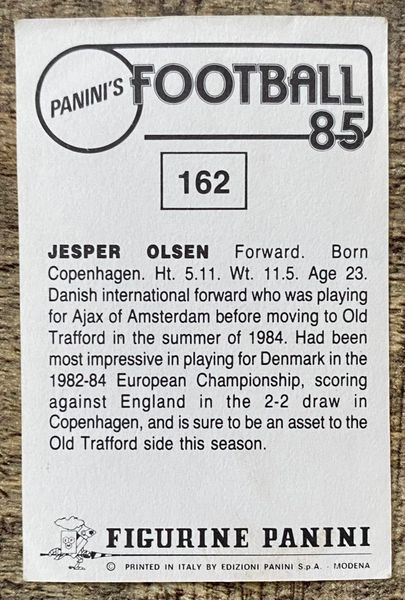 PANINI'S FOOTBALL
85
162
JESPER OLSEN Forward. Born
Copenhagen. Ht. 5.11. Wt. 11.5. Age 23.
Danish international forward who was playing
for Ajax of Amsterdam before moving to Old
Trafford in the summer of 1984. Had been
most impressive in playing for Denmark in the
1982-84 European Championship, scoring
against England in the 2-2 draw in
Copenhagen, and is sure to be an asset to the
Old Trafford side this season.
FIGURINE PANINI
© PRINTED IN ITALY BY EDIZIONI PANINI S.p.A. - MODENA